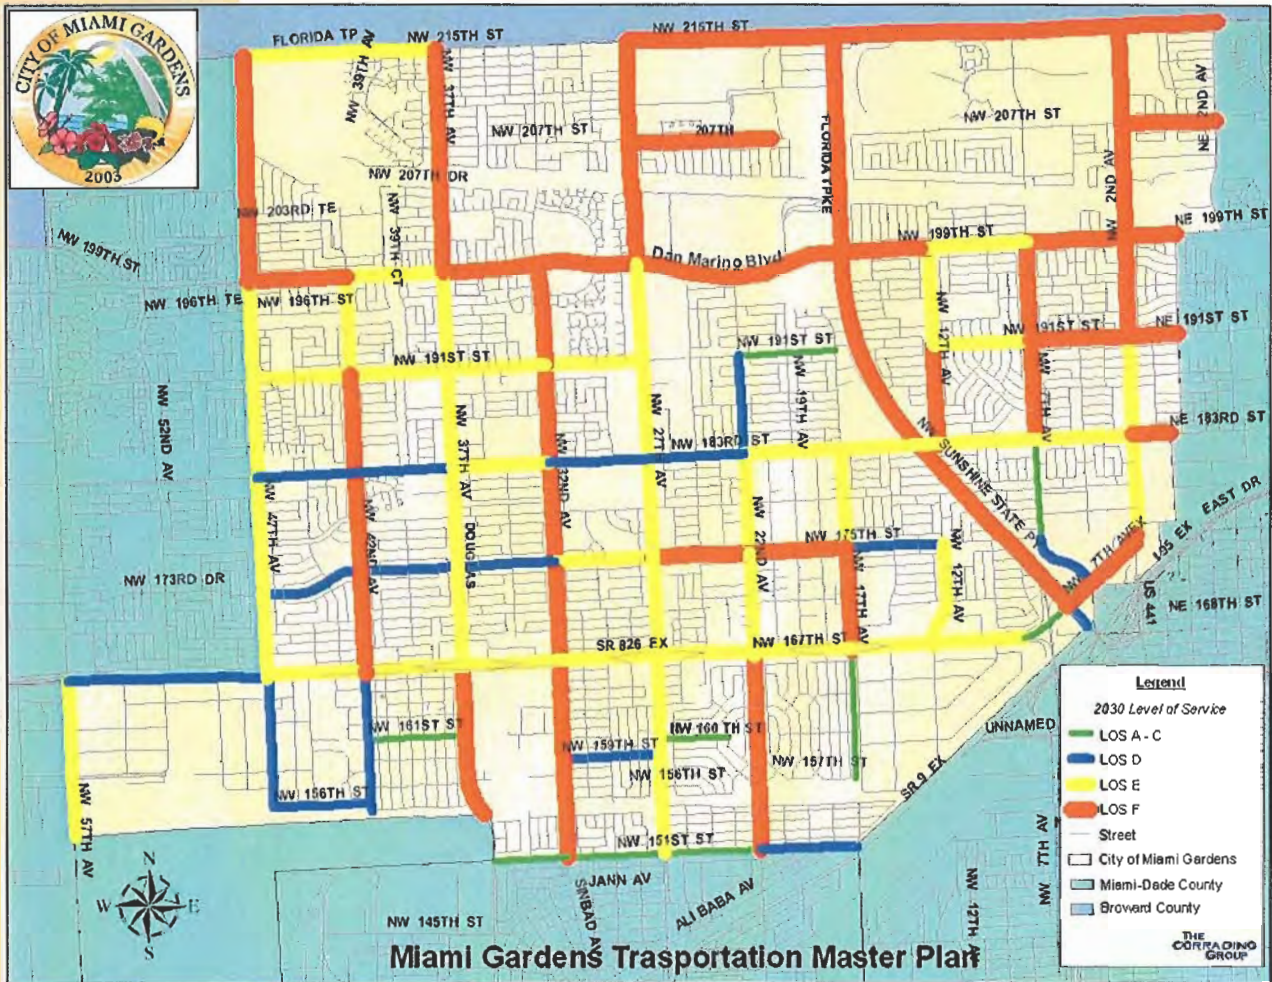 CITY OF MIAMI GARDENS
2003
FLORIDA TP
NW 39TH AV
NW 215TH ST
NW 215TH ST
NW 37TH AV
NW 207TH ST
207TH
FLORIDA TPKE
NW 207TH ST
NE 2ND AV
NW 207TH DR
NW 2ND AV
NW 203RD TE
NW 39TH CT
NW 199TH ST
NW 199TH ST
NE 199TH ST
Dan Marino Blvd
NW 196TH TE
NW 196TH ST
NW 12TH AV
NW 191ST ST
NE 191ST ST
NW 191ST ST
NW 191ST ST
NW 19TH AV
NW 7TH AV
NW 52ND AV
NW 37TH AV
NW 27TH AV
NW 183RD ST
NE 183RD ST
NW 32ND AV
NW SUNSHINE STATE P
NW 47TH AV
NW 42ND AV
DOUGLAS
NW 22ND AV
NW 175TH ST
NW 12TH AV
NW 7TH AVEX
I-95 EX
EAST DR
NW 173RD DR
NW 17TH AV
US 441
NE 168TH ST
SR 826 EX
NW 167TH ST
NW 161ST ST
NW 160 TH ST
NW 159TH ST
NW 157TH ST
NW 156TH ST
NW 156TH ST
SR 9 EX
UNNAMED
NW 57TH AV
NW 151ST ST
NW 77TH AV
JANN AV
SINBAD AV
ALI BABA AV
NW 12TH AV
NW 145TH ST
N
W E
S
Legend
2030 Level of Service
LOS A - C
LOS D
LOS E
LOS F
Street
City of Miami Gardens
Miami-Dade County
Broward County
THE
CORRADINO
GROUP
Miami Gardens Trasportation Master Plan